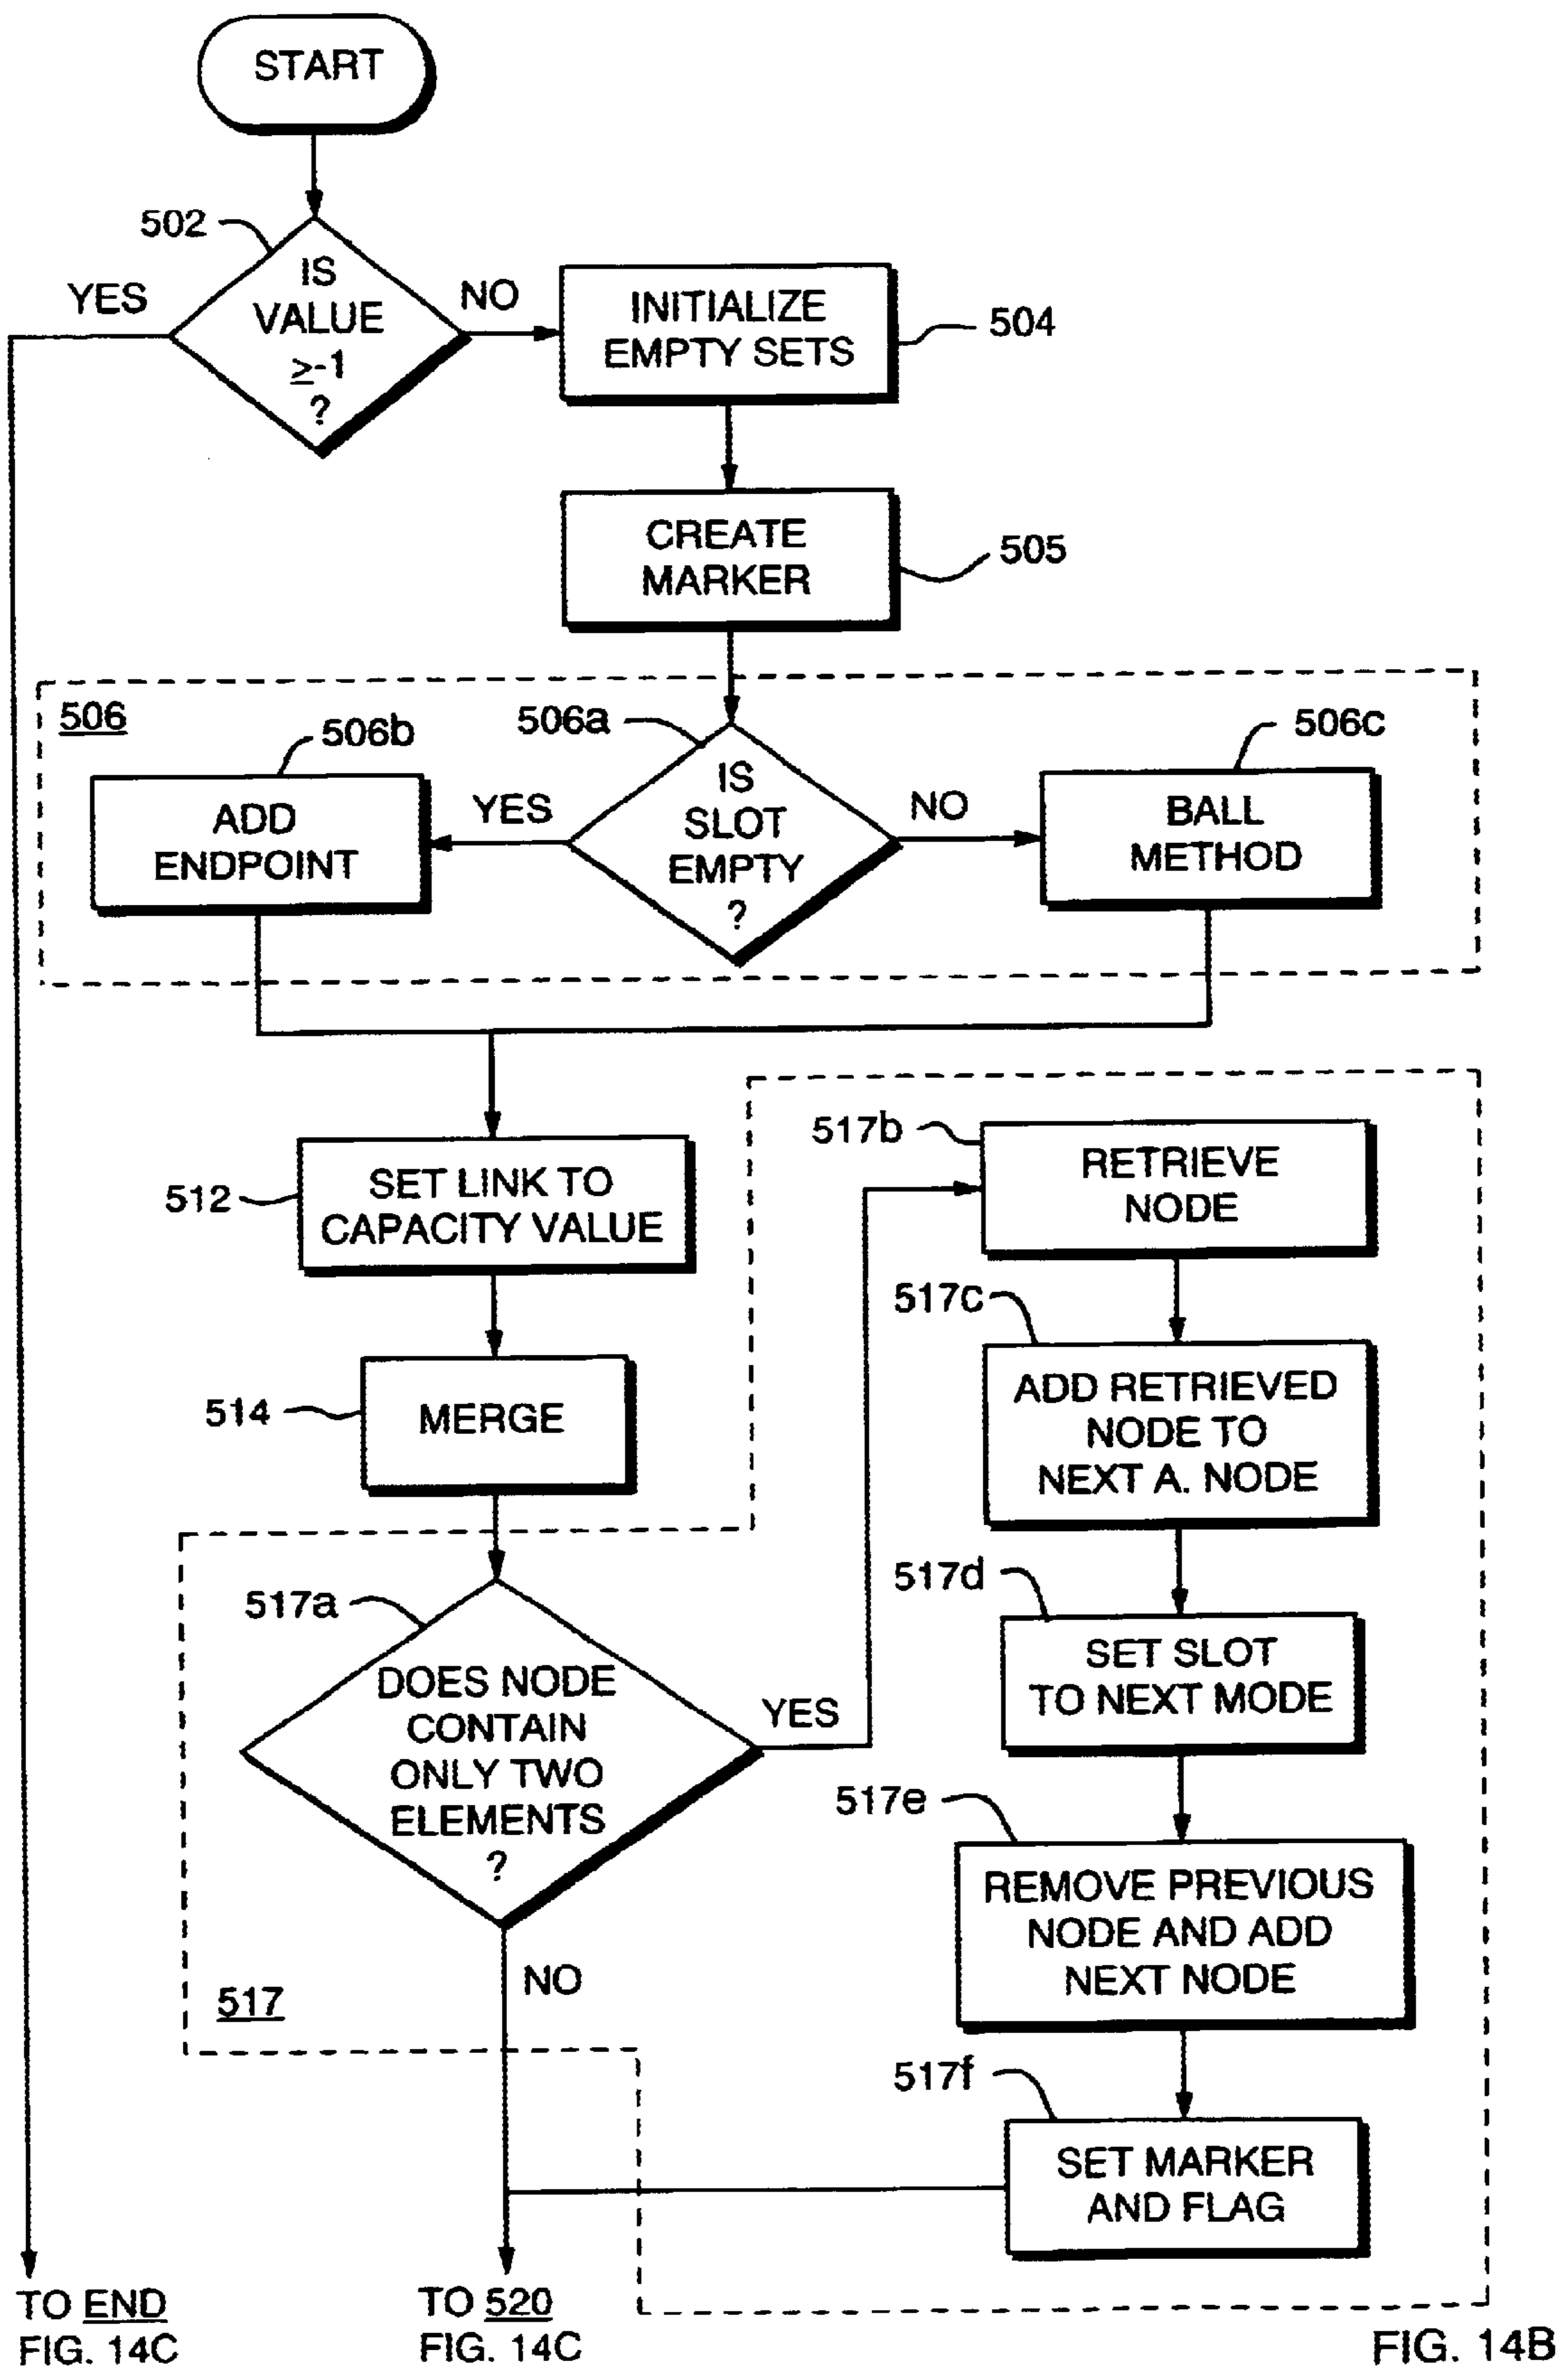 START
502
IS
VALUE
≥-1
?
YES
NO
INITIALIZE
EMPTY SETS
504
CREATE
MARKER
505
506
506b
ADD
ENDPOINT
YES
506a
IS
SLOT
EMPTY
?
NO
506c
BALL
METHOD
512
SET LINK TO
CAPACITY VALUE
514
MERGE
517a
DOES NODE
CONTAIN
ONLY TWO
ELEMENTS
?
YES
NO
517
517b
RETRIEVE
NODE
517c
ADD RETRIEVED
NODE TO
NEXT A. NODE
517d
SET SLOT
TO NEXT MODE
517e
REMOVE PREVIOUS
NODE AND ADD
NEXT NODE
517f
SET MARKER
AND FLAG
TO END
FIG. 14C
TO 520
FIG. 14C
FIG. 14B